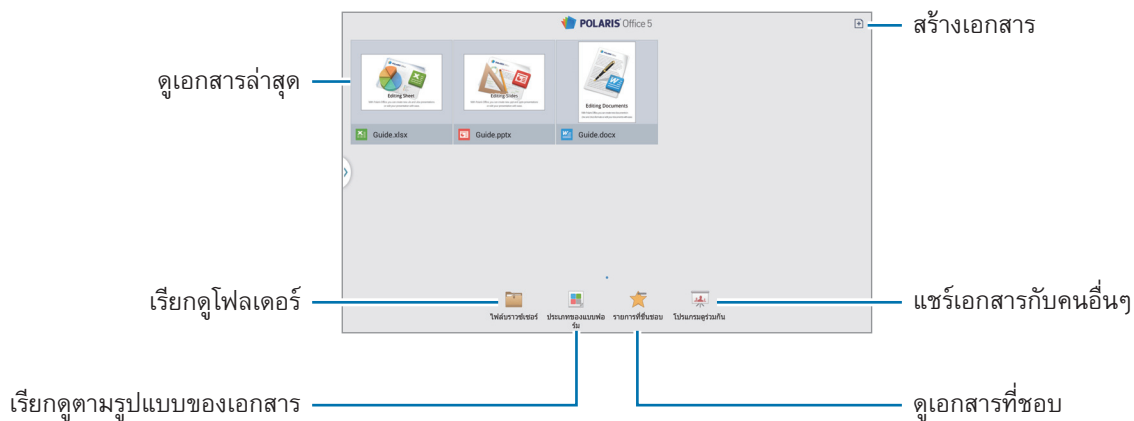 POLARIS Office 5
สร้างเอกสาร
ดูเอกสารล่าสุด
Editing Sheet
Editing Slides
Editing Documents
Guide.xlsx
Guide.pptx
Guide.docx
เรียกดูโฟลเดอร์
แชร์เอกสารกับคนอื่นๆ
ไฟล์บราวซ์เซอร์
ประเภทของแบบฟอ
ร์ม
รายการที่ชื่นชอบ
โปรแกรมดูร่วมกัน
เรียกดูตามรูปแบบของเอกสาร
ดูเอกสารที่ชอบ